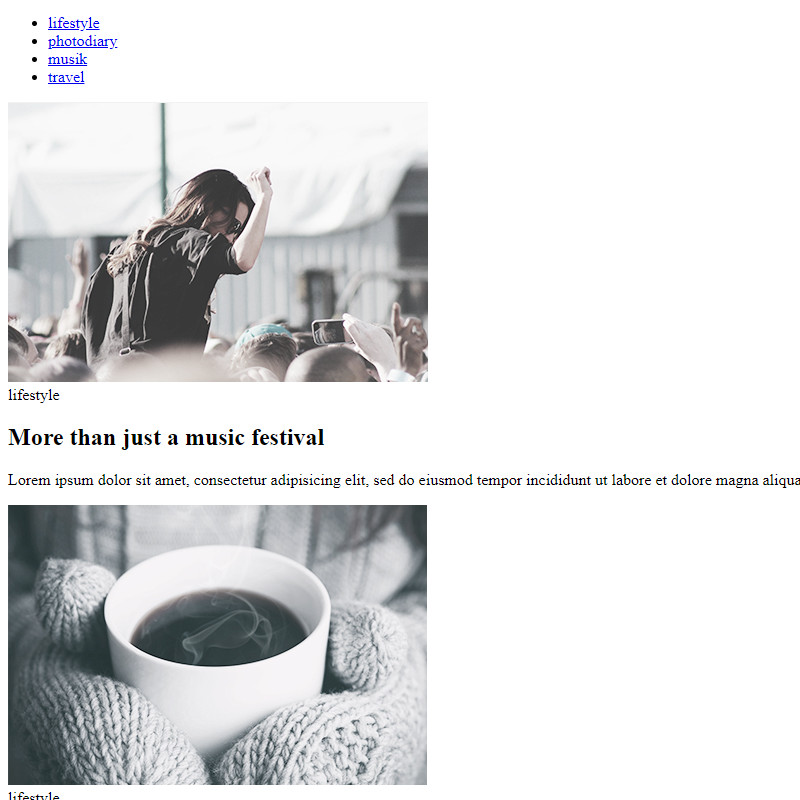 lifestyle
photodiary
musik
travel
lifestyle
More than just a music festival
Lorem ipsum dolor sit amet, consectetur adipisicing elit, sed do eiusmod tempor incididunt ut labore et dolore magna aliqua
lifestyle